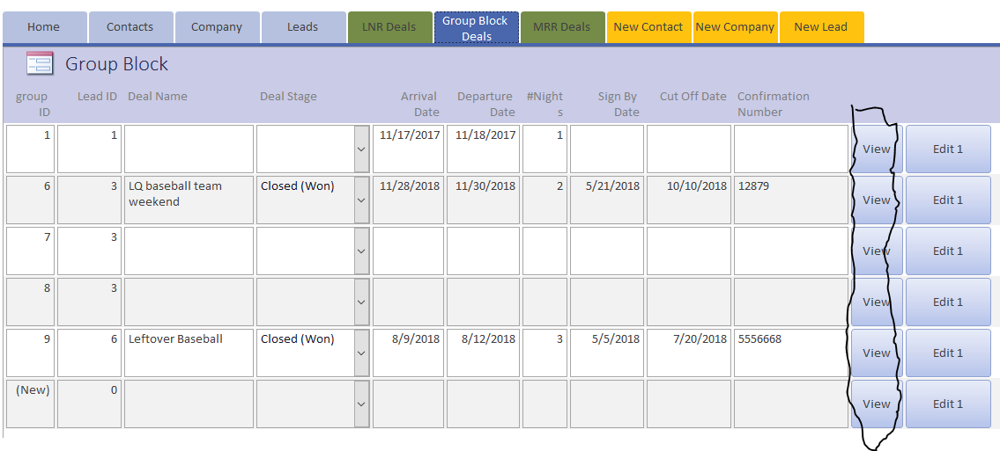 Home Contacts Company Leads LNR Deals Group Block Deals MRR Deals New Contact New Company New Lead
Group Block
group ID Lead ID Deal Name Deal Stage Arrival Date Departure Date #Nights Sign By Date Cut Off Date Confirmation Number
1 1 11/17/2017 11/18/2017 1 View Edit 1
6 3 LQ baseball team weekend Closed (Won) 11/28/2018 11/30/2018 2 5/21/2018 10/10/2018 12879 View Edit 1
7 3 View Edit 1
8 3 View Edit 1
9 6 Leftover Baseball Closed (Won) 8/9/2018 8/12/2018 3 5/5/2018 7/20/2018 5556668 View Edit 1
(New) 0 View Edit 1